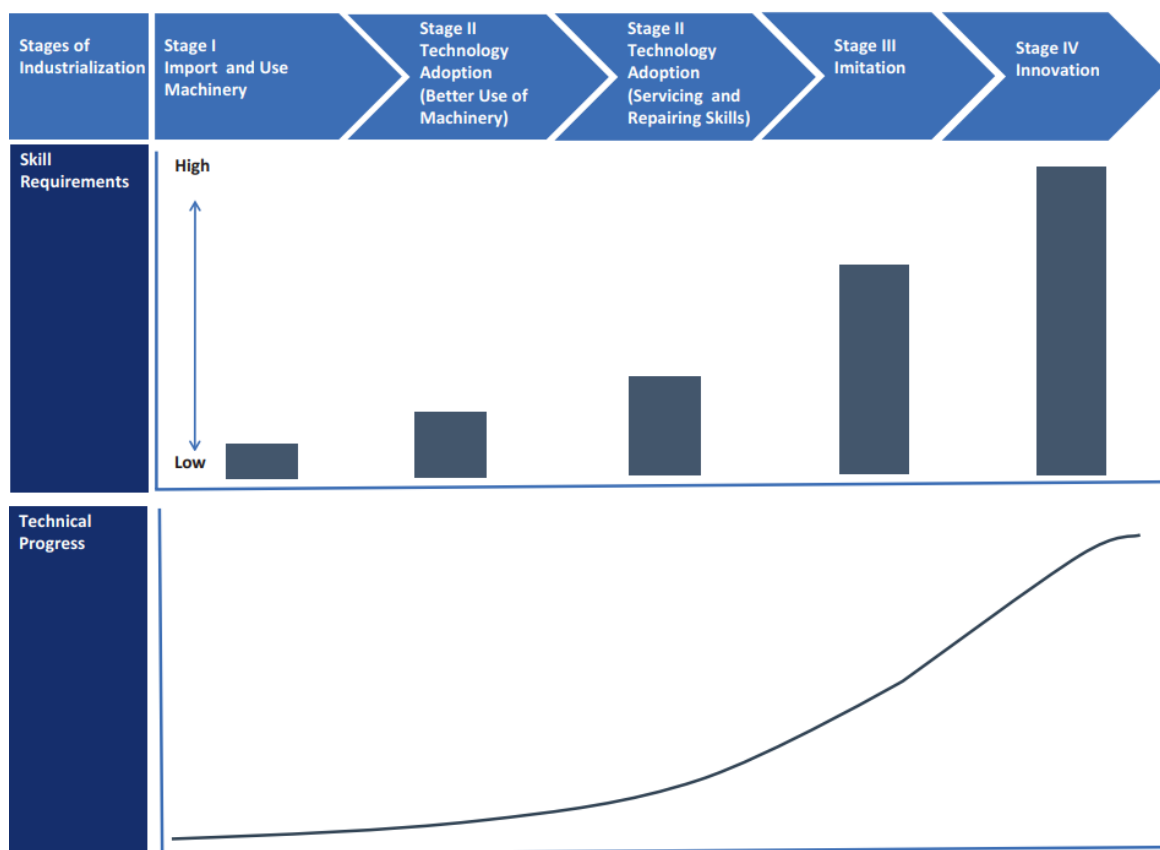 Stages of
Industrialization
Stage I
Import and Use
Machinery
Stage II
Technology
Adoption
(Better Use of
Machinery)
Stage II
Technology
Adoption
(Servicing and
Repairing Skills)
Stage III
Imitation
Stage IV
Innovation
Skill
Requirements
High
Low
Technical
Progress